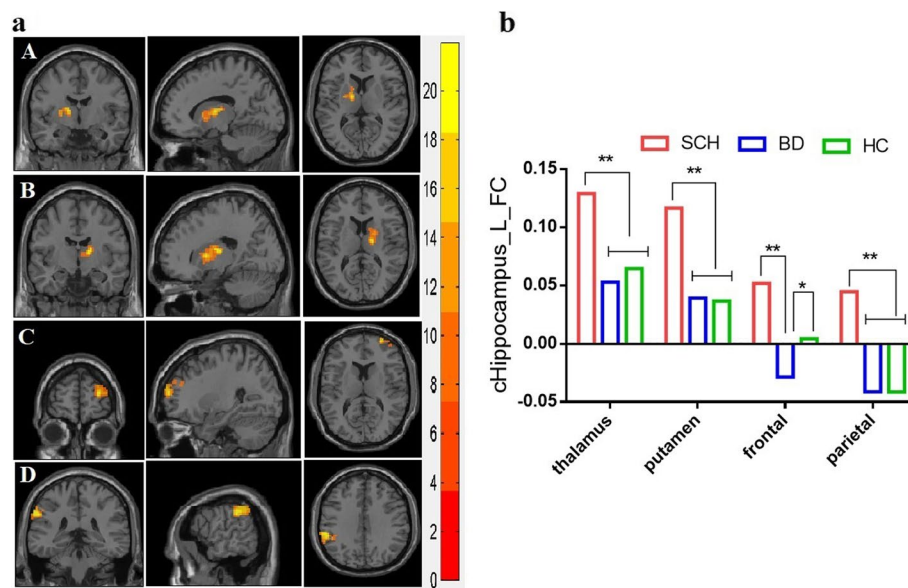 a
b
A
B
C
D
20
18
16
14
12
10
8
6
4
2
0
SCH BD HC
cHippocampus_L_FC
0.15
0.10
0.05
0.00
-0.05
** ** ** * **
thalamus putamen frontal parietal